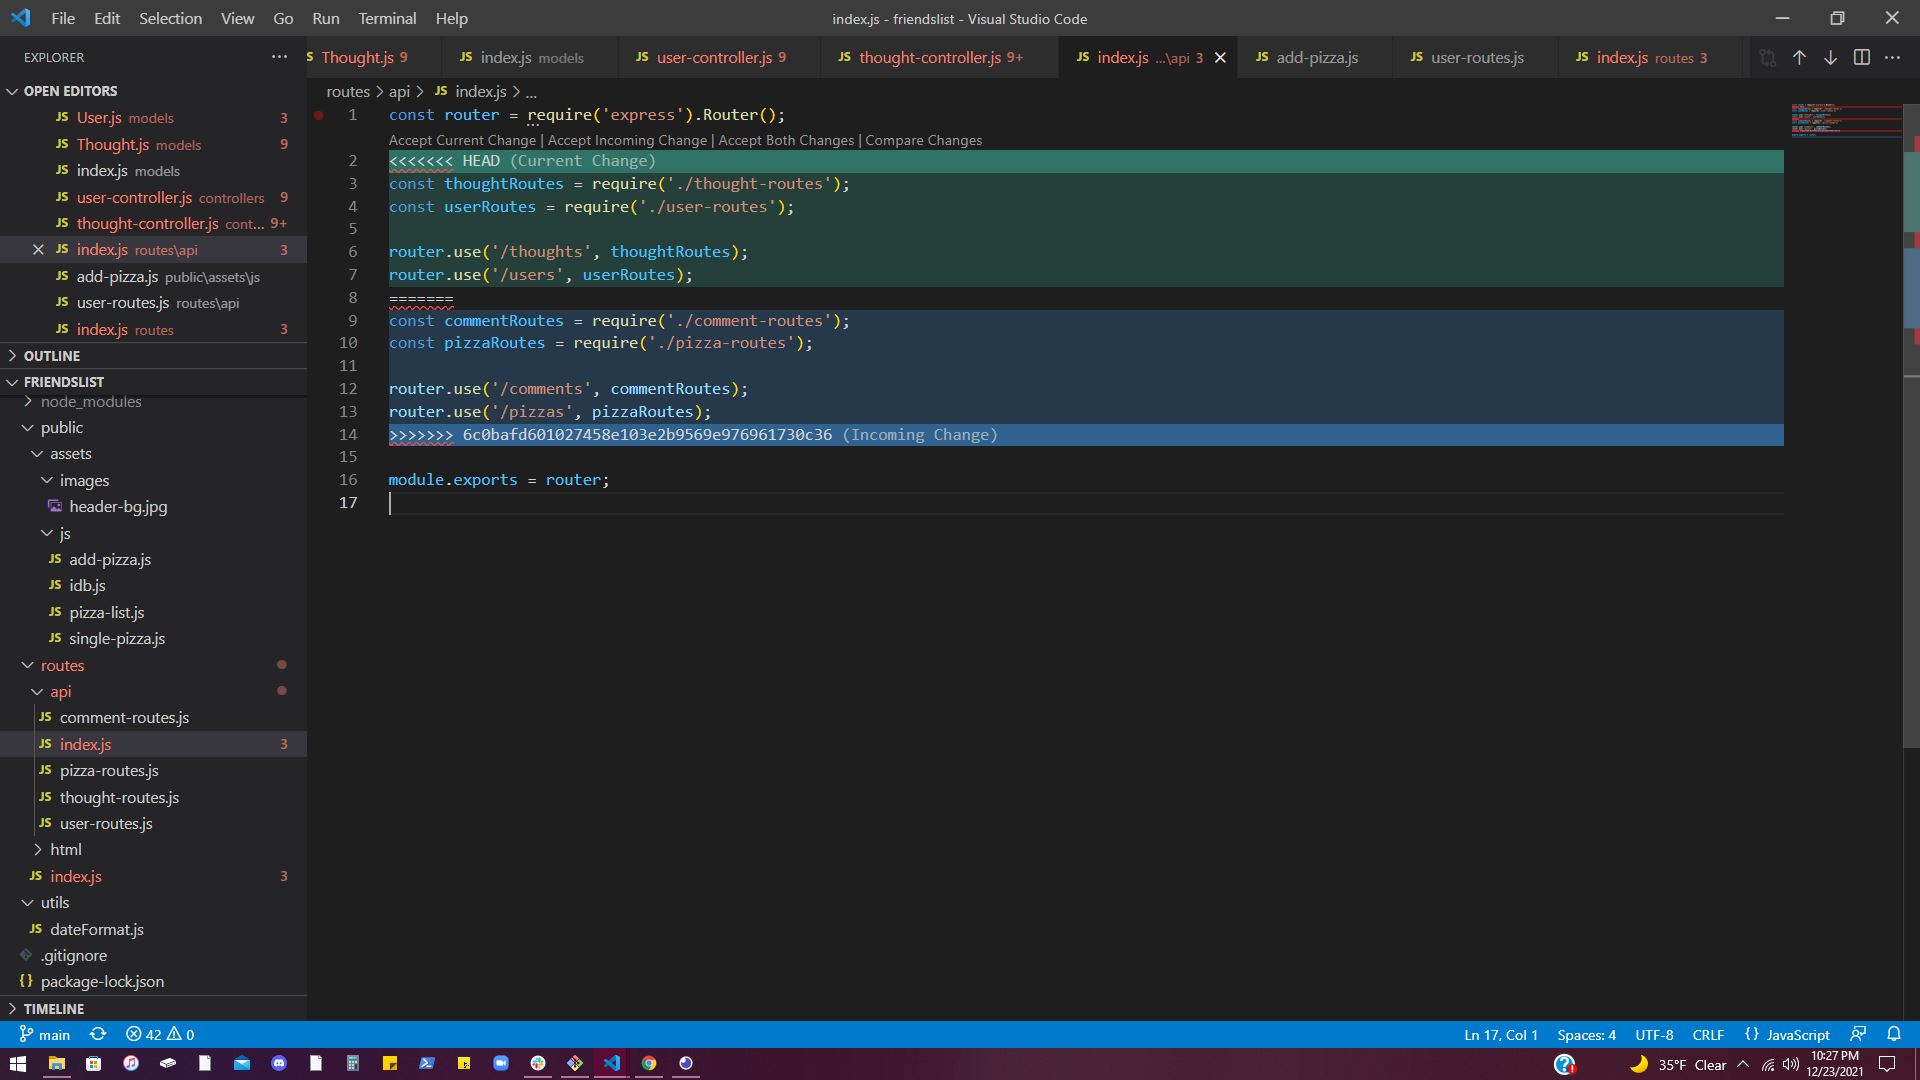 File Edit Selection View Go Run Terminal Help
index.js - friendslist - Visual Studio Code
EXPLORER
OPEN EDITORS
JS User.js models 3
JS Thought.js models 9
JS index.js models
JS user-controller.js controllers 9
JS thought-controller.js cont... 9+
JS index.js routes\api 3
JS add-pizza.js public\assets\js
JS user-routes.js routes\api
JS index.js routes 3
OUTLINE
FRIENDSLIST
node_modules
public
assets
images
header-bg.jpg
js
JS add-pizza.js
JS idb.js
JS pizza-list.js
JS single-pizza.js
routes
api
JS comment-routes.js
JS index.js 3
JS pizza-routes.js
JS thought-routes.js
JS user-routes.js
html
JS index.js 3
utils
JS dateFormat.js
.gitignore
{} package-lock.json
TIMELINE
S Thought.js 9 JS index.js models JS user-controller.js 9 JS thought-controller.js 9+ JS index.js ...\api 3 JS add-pizza.js JS user-routes.js JS index.js routes 3
routes > api > JS index.js > ...
1 const router = require('express').Router();
Accept Current Change | Accept Incoming Change | Accept Both Changes | Compare Changes
2 <<<<<<< HEAD (Current Change)
3 const thoughtRoutes = require('./thought-routes');
4 const userRoutes = require('./user-routes');
5
6 router.use('/thoughts', thoughtRoutes);
7 router.use('/users', userRoutes);
8 =======
9 const commentRoutes = require('./comment-routes');
10 const pizzaRoutes = require('./pizza-routes');
11
12 router.use('/comments', commentRoutes);
13 router.use('/pizzas', pizzaRoutes);
14 >>>>>>> 6c0bafd601027458e103e2b9569e976961730c36 (Incoming Change)
15
16 module.exports = router;
17
main 42 0
Ln 17, Col 1 Spaces: 4 UTF-8 CRLF {} JavaScript
35°F Clear
10:27 PM
12/23/2021